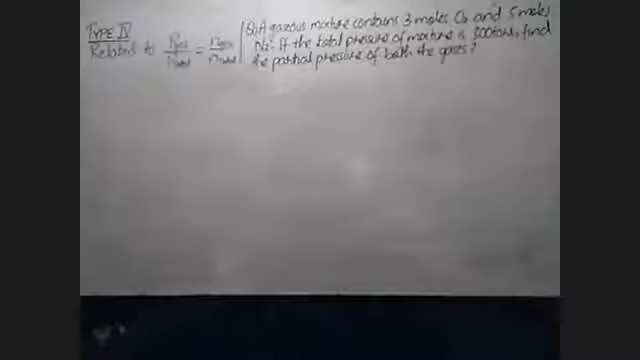 TYPE IV
Related to Pgas/Ptotal = ngas/ntotal
Q) A gaseous mixture contains 3 moles O2 and 5 moles
N2. If the total pressure of mixture is 300torr, find
the partial pressure of both the gases?